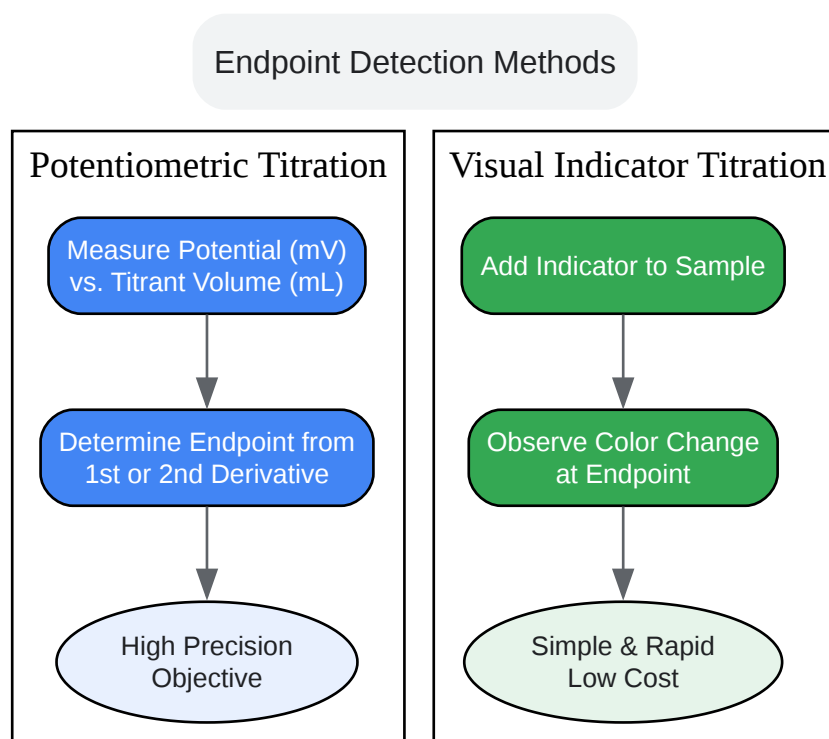 Endpoint Detection Methods
Potentiometric Titration
Measure Potential (mV)
vs. Titrant Volume (mL)
Determine Endpoint from
1st or 2nd Derivative
High Precision
Objective
Visual Indicator Titration
Add Indicator to Sample
Observe Color Change
at Endpoint
Simple & Rapid
Low Cost